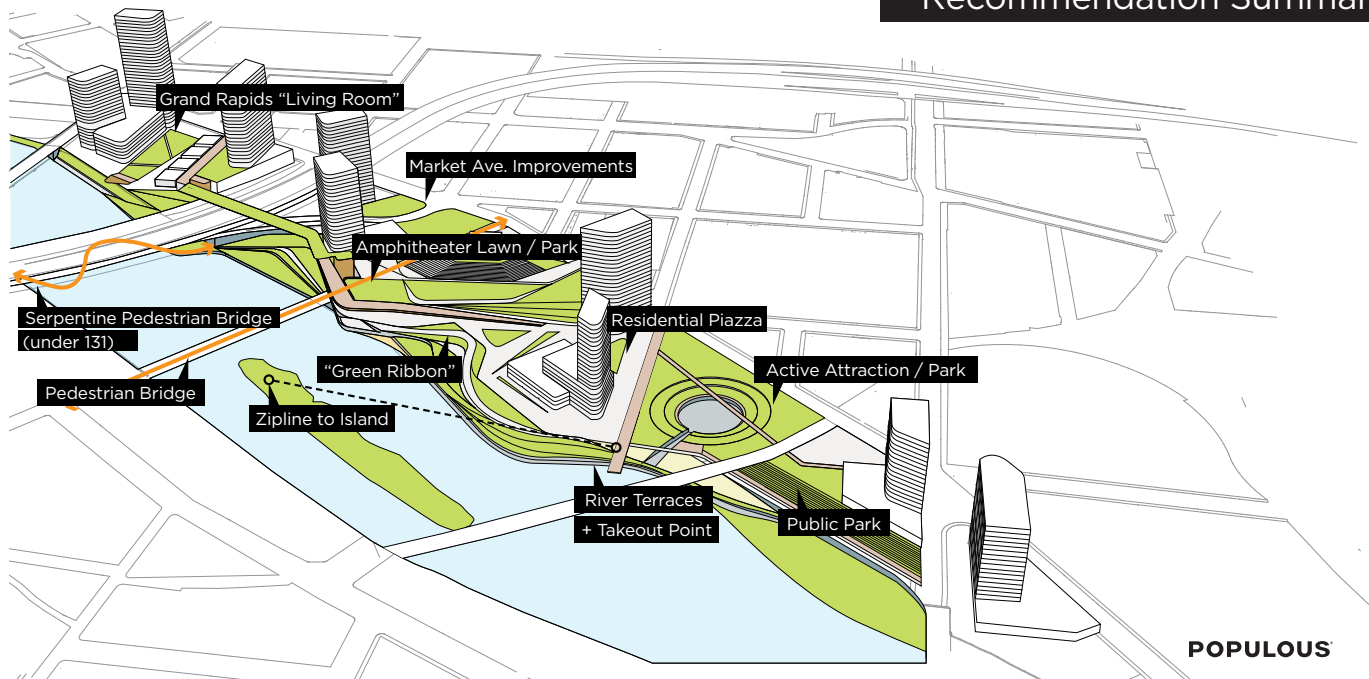 Recommendation
Grand Rapids “Living Room”
Market Ave. Improvements
Amphitheater Lawn / Park
Serpentine Pedestrian Bridge
(under 131)
Residential Piazza
“Green Ribbon”
Active Attraction / Park
Pedestrian Bridge
Zipline to Island
River Terraces
+ Takeout Point
Public Park
POPULOUS